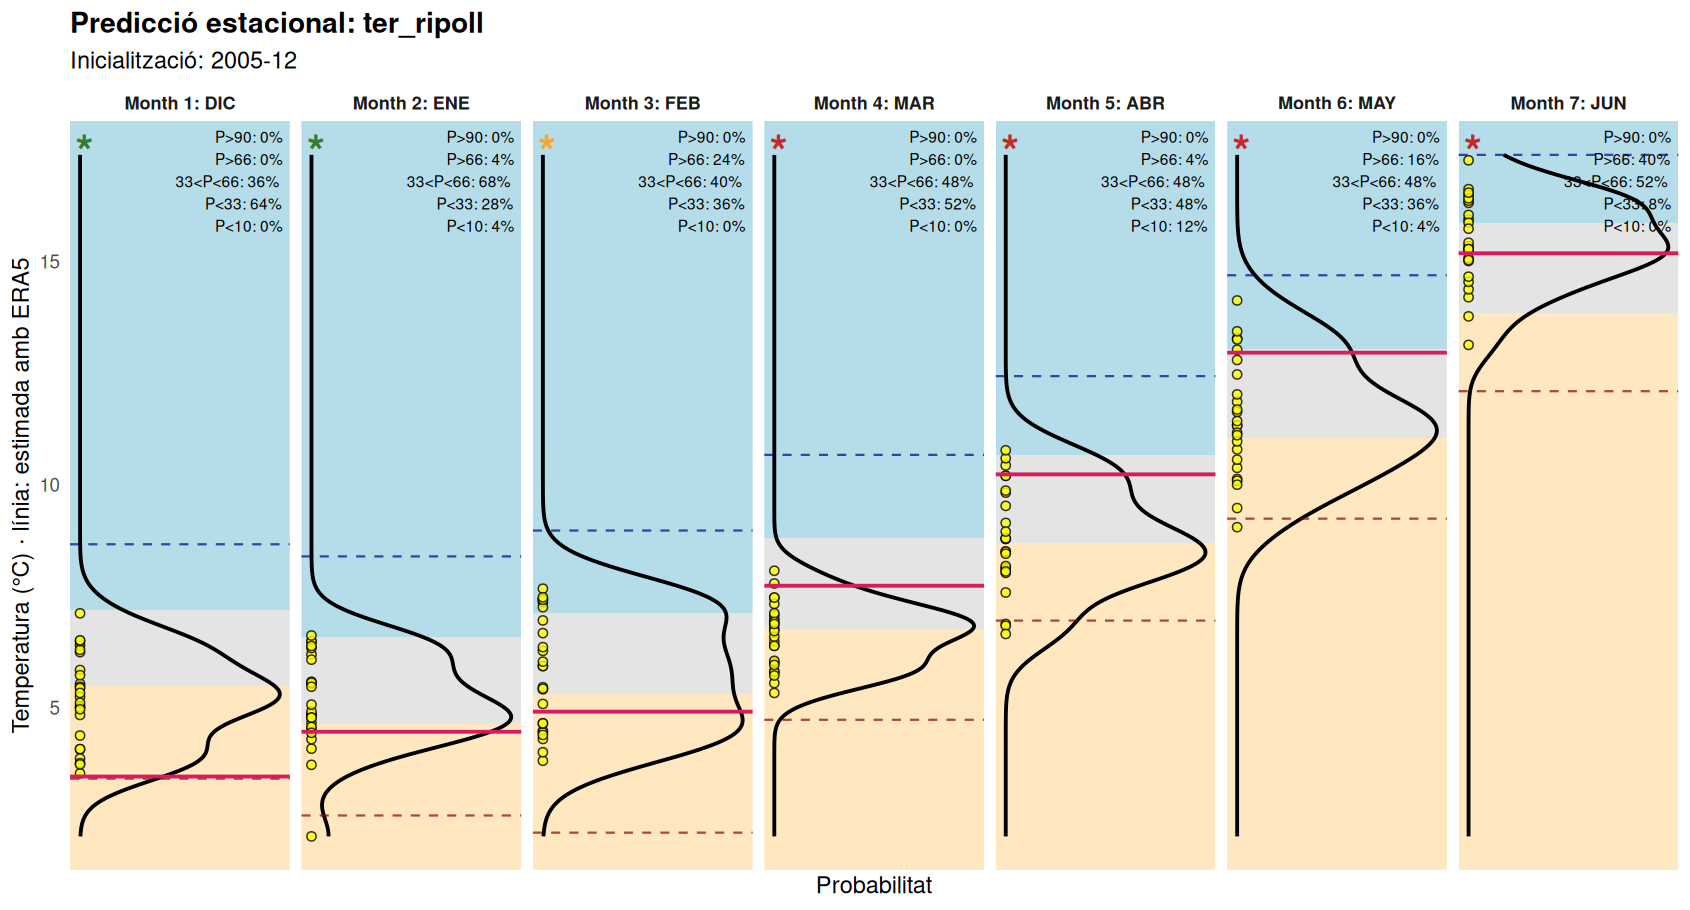 Predicció estacional: ter_ripoll
Inicialització: 2005-12
Month 1: DIC
Month 2: ENE
Month 3: FEB
Month 4: MAR
Month 5: ABR
Month 6: MAY
Month 7: JUN
*
P>90: 0%
P>66: 0%
33<P<66: 36%
P<33: 64%
P<10: 0%
*
P>90: 0%
P>66: 4%
33<P<66: 68%
P<33: 28%
P<10: 4%
*
P>90: 0%
P>66: 24%
33<P<66: 40%
P<33: 36%
P<10: 0%
*
P>90: 0%
P>66: 0%
33<P<66: 48%
P<33: 52%
P<10: 0%
*
P>90: 0%
P>66: 4%
33<P<66: 48%
P<33: 48%
P<10: 12%
*
P>90: 0%
P>66: 16%
33<P<66: 48%
P<33: 36%
P<10: 4%
*
P>90: 0%
P>66: 40%
33<P<66: 52%
P<33: 8%
P<10: 0%
Temperatura (°C) · línia: estimada amb ERA5
15
10
5
Probabilitat